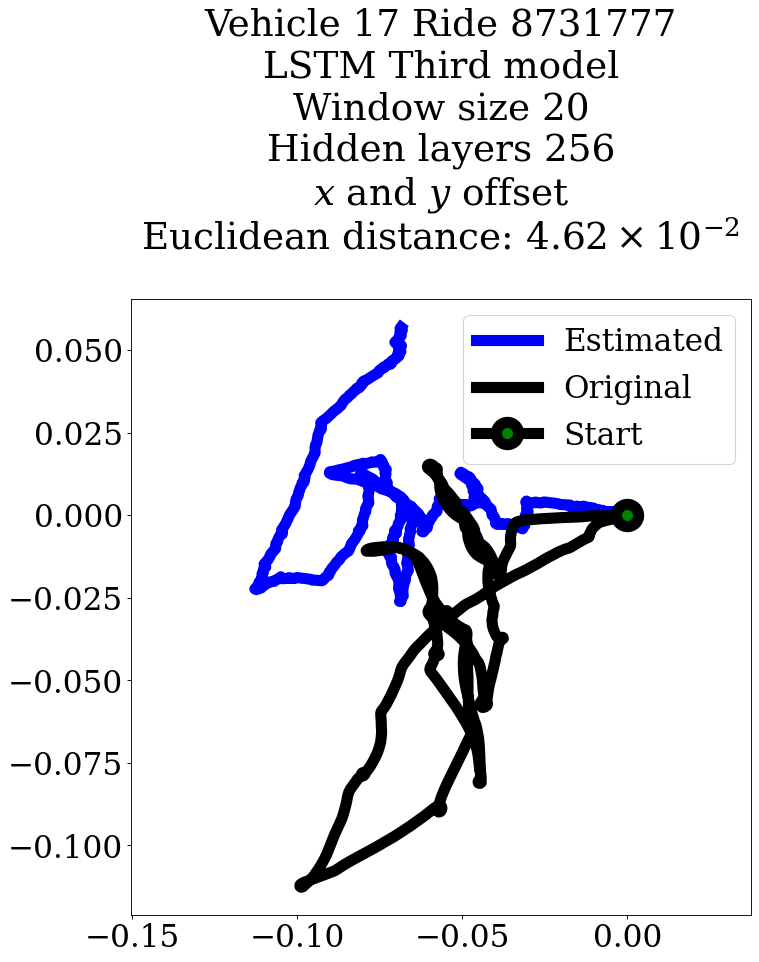 Vehicle 17 Ride 8731777
LSTM Third model
Window size 20
Hidden layers 256
x and y offset
Euclidean distance: 4.62 × 10⁻²
Estimated
Original
Start
0.050
0.025
0.000
−0.025
−0.050
−0.075
−0.100
−0.15 −0.10 −0.05 0.00